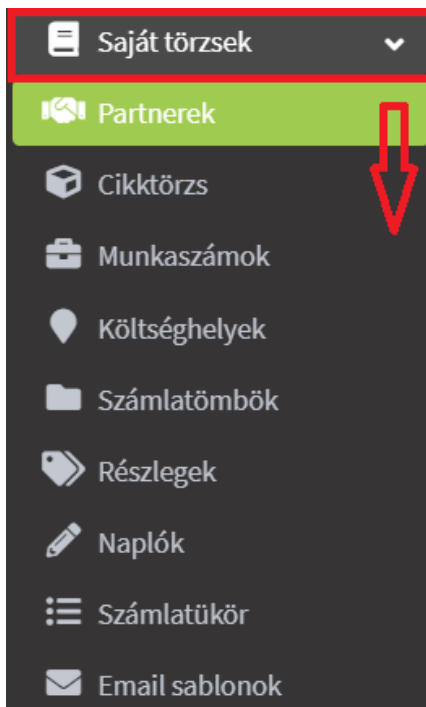 Saját törzsek
Partnerek
Cikktörzs
Munkaszámok
Költséghelyek
Számlatömbök
Részlegek
Naplók
Számlatükör
Email sablonok